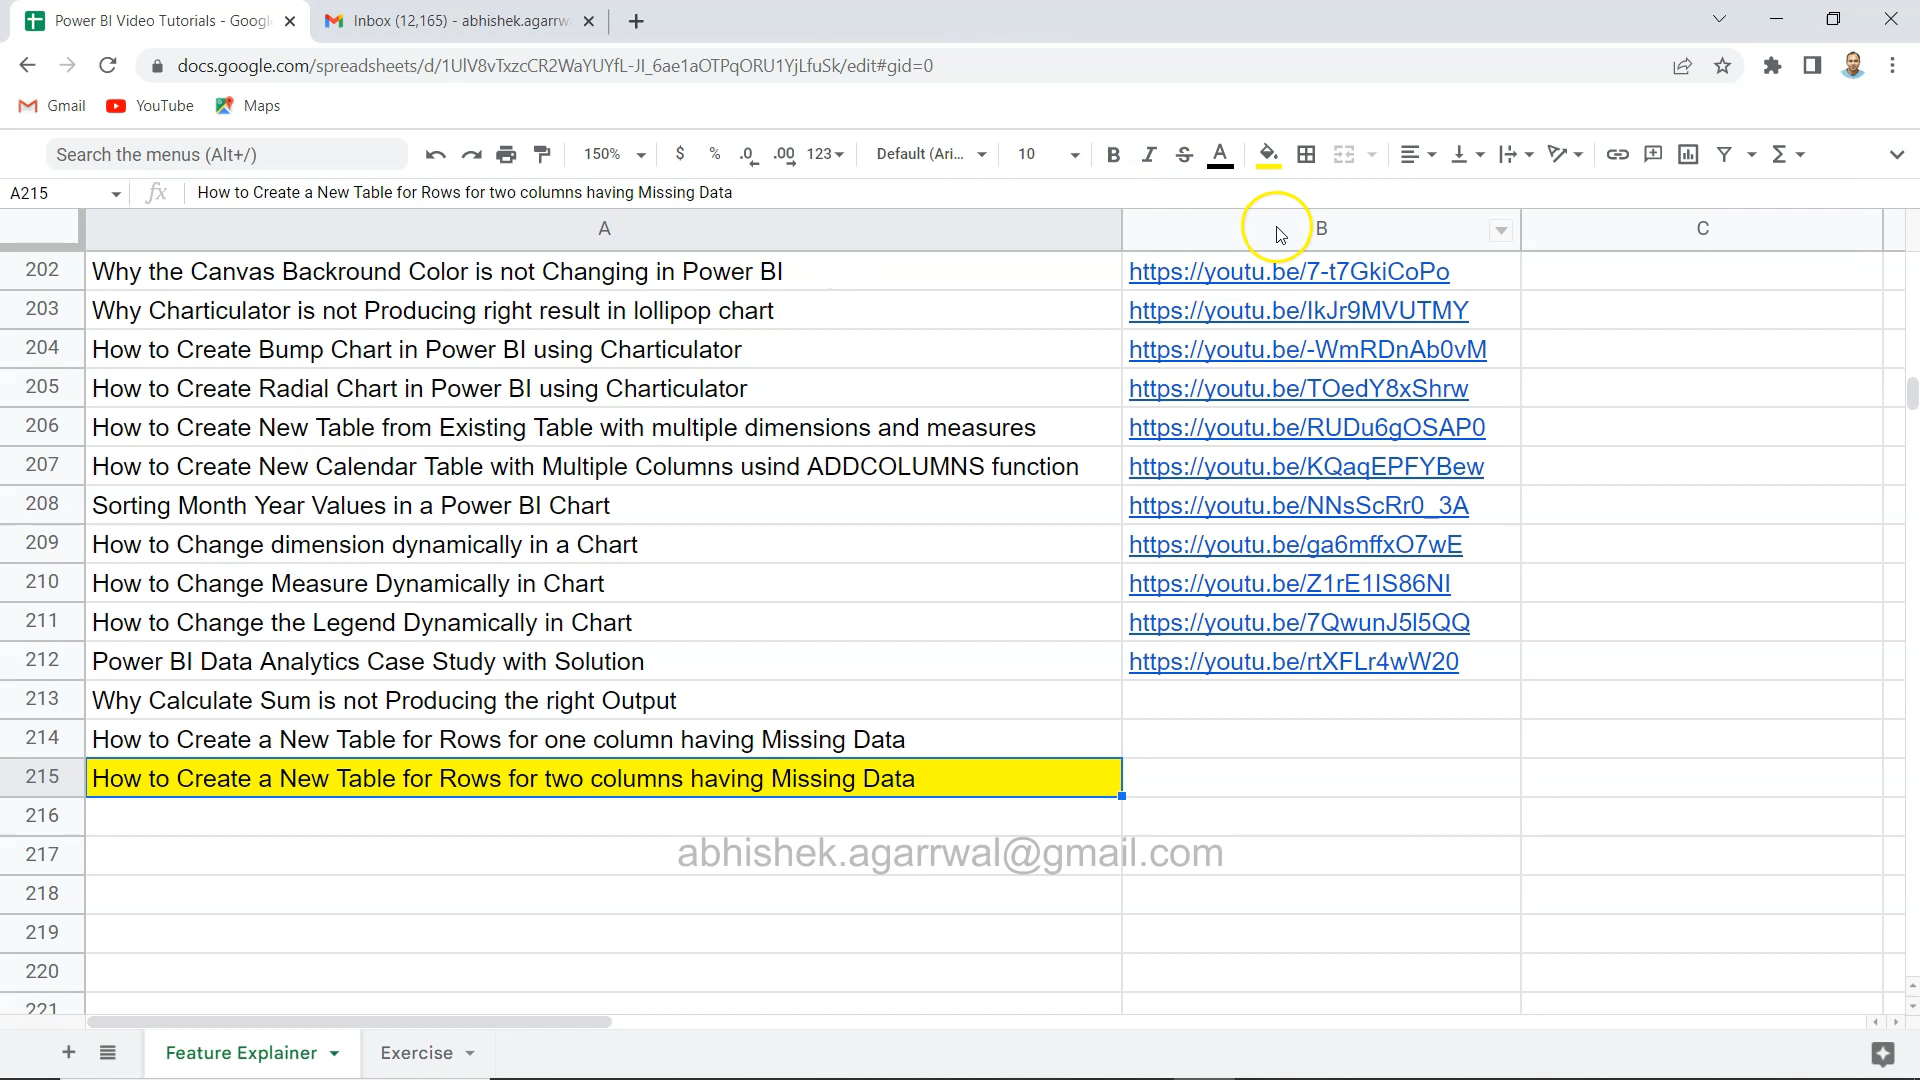 Power BI Video Tutorials - Googl
Inbox (12,165) - abhishek.agarrw
docs.google.com/spreadsheets/d/1UlV8vTxzcCR2WaYUYfL-JI_6ae1aOTPqORU1YjLfuSk/edit#gid=0
Gmail YouTube Maps
Search the menus (Alt+/) 150% $ % .0 .00 123 Default (Ari... 10 B I S A
A215 fx How to Create a New Table for Rows for two columns having Missing Data
A B C
202 Why the Canvas Backround Color is not Changing in Power BI https://youtu.be/7-t7GkiCoPo
203 Why Charticulator is not Producing right result in lollipop chart https://youtu.be/IkJr9MVUTMY
204 How to Create Bump Chart in Power BI using Charticulator https://youtu.be/-WmRDnAb0vM
205 How to Create Radial Chart in Power BI using Charticulator https://youtu.be/TOedY8xShrw
206 How to Create New Table from Existing Table with multiple dimensions and measures https://youtu.be/RUDu6gOSAP0
207 How to Create New Calendar Table with Multiple Columns usind ADDCOLUMNS function https://youtu.be/KQaqEPFYBew
208 Sorting Month Year Values in a Power BI Chart https://youtu.be/NNsScRr0_3A
209 How to Change dimension dynamically in a Chart https://youtu.be/ga6mffxO7wE
210 How to Change Measure Dynamically in Chart https://youtu.be/Z1rE1IS86NI
211 How to Change the Legend Dynamically in Chart https://youtu.be/7QwunJ5l5QQ
212 Power BI Data Analytics Case Study with Solution https://youtu.be/rtXFLr4wW20
213 Why Calculate Sum is not Producing the right Output
214 How to Create a New Table for Rows for one column having Missing Data
215 How to Create a New Table for Rows for two columns having Missing Data
216
217
abhishek.agarrwal@gmail.com
218
219
220
221
Feature Explainer Exercise